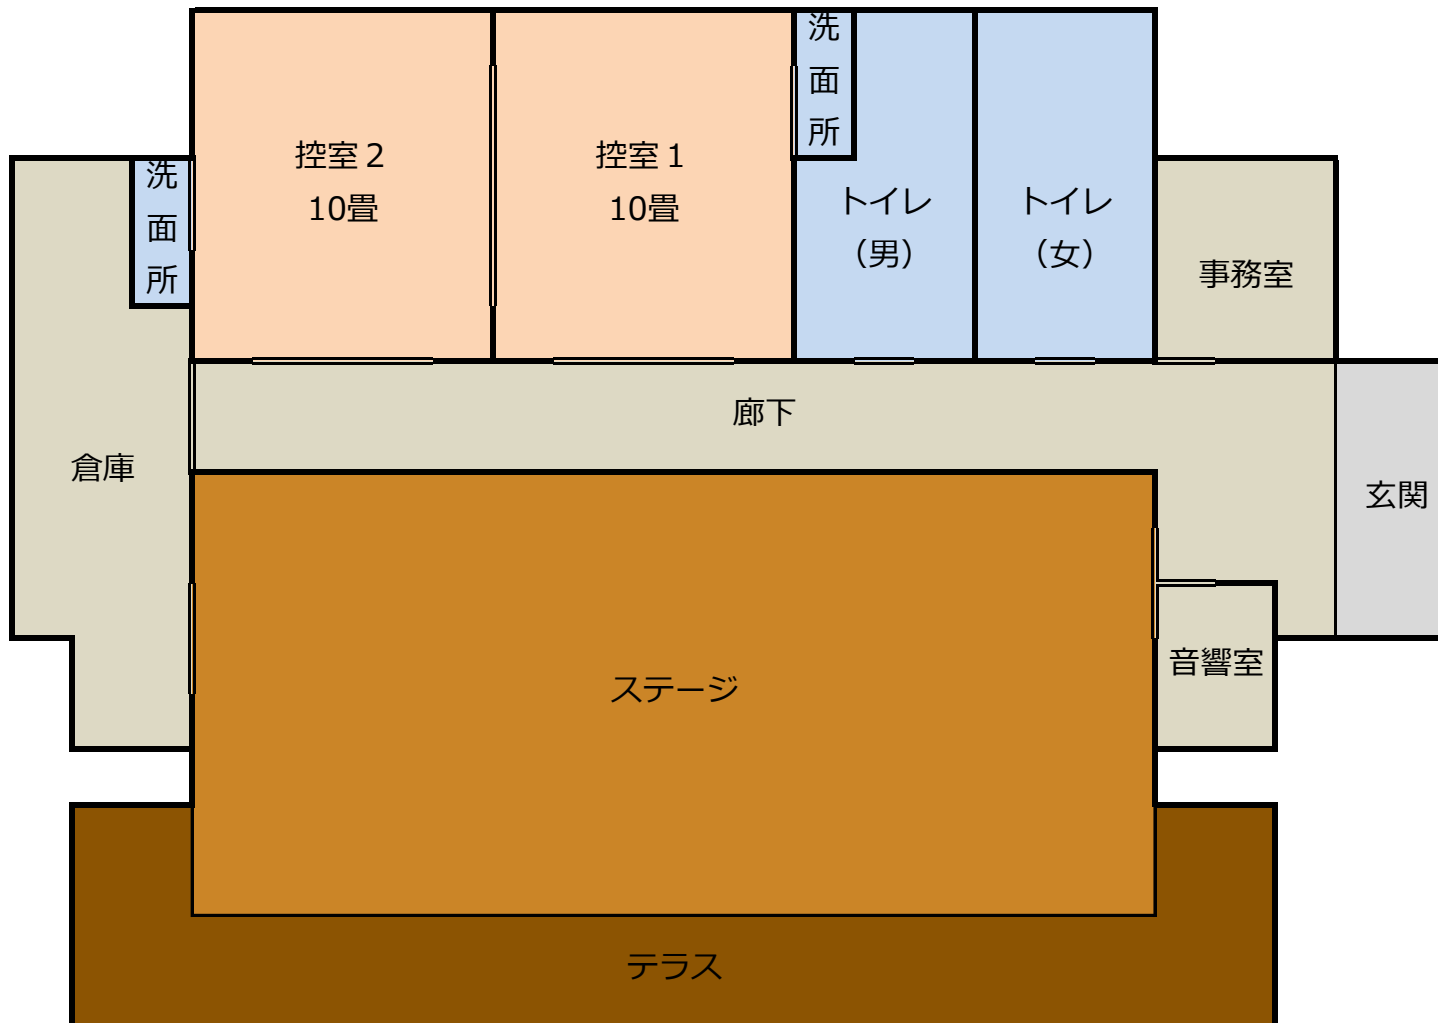 控室２
10畳
控室１
10畳
洗
面
所
トイレ
（男）
トイレ
（女）
洗
面
所
事務室
廊下
倉庫
玄関
音響室
ステージ
テラス